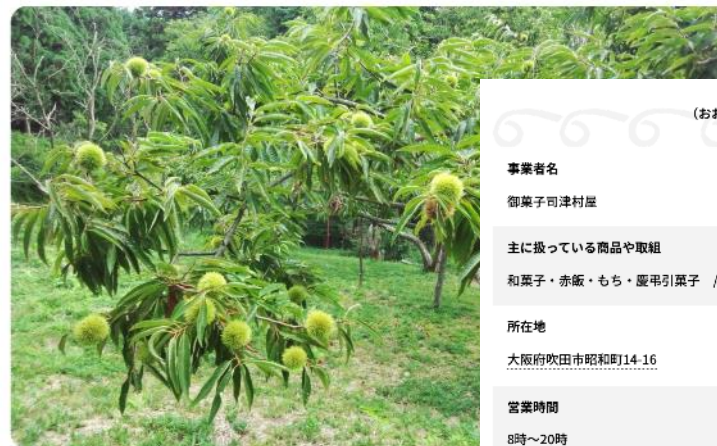 (おお
事業者名
御菓子司津村屋
主に扱っている商品や取組
和菓子・赤飯・もち・慶弔引菓子 /
所在地
大阪府吹田市昭和町14-16
営業時間
8時～20時